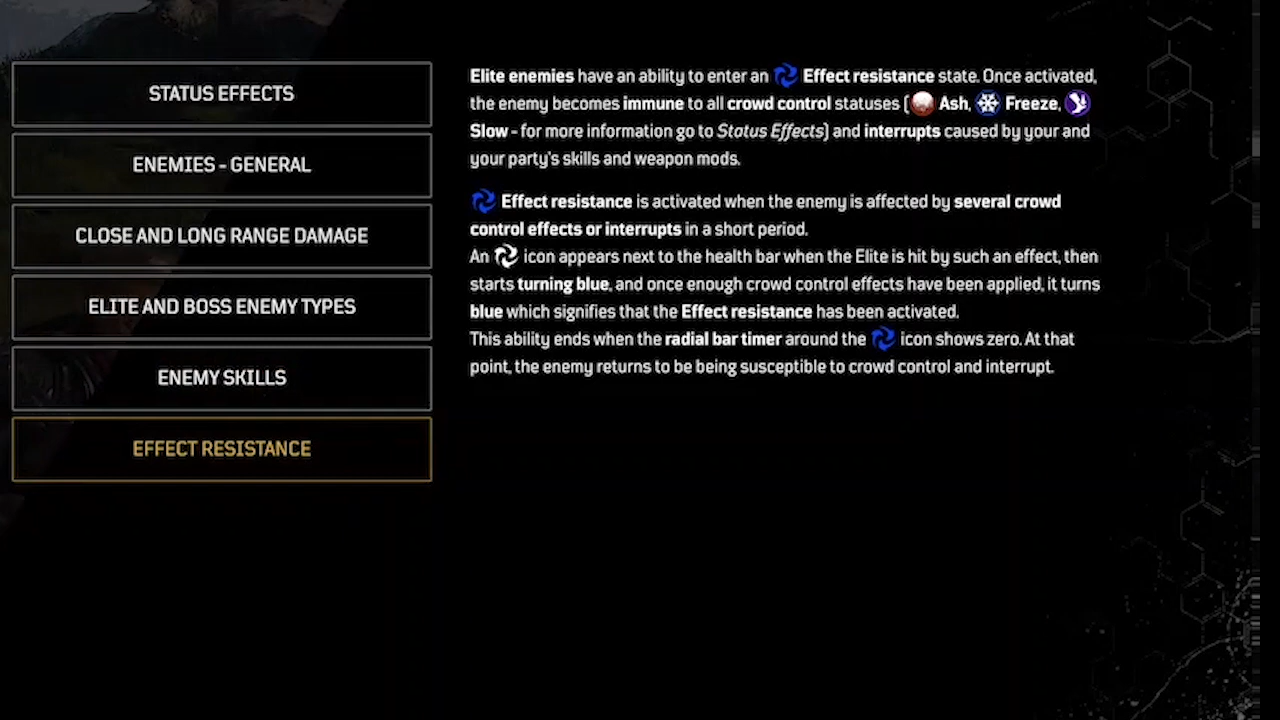 STATUS EFFECTS
ENEMIES - GENERAL
CLOSE AND LONG RANGE DAMAGE
ELITE AND BOSS ENEMY TYPES
ENEMY SKILLS
EFFECT RESISTANCE
Elite enemies have an ability to enter an Effect resistance state. Once activated,
the enemy becomes immune to all crowd control statuses ( Ash, Freeze,
Slow - for more information go to Status Effects) and interrupts caused by your and
your party's skills and weapon mods.
Effect resistance is activated when the enemy is affected by several crowd
control effects or interrupts in a short period.
An icon appears next to the health bar when the Elite is hit by such an effect, then
starts turning blue, and once enough crowd control effects have been applied, it turns
blue which signifies that the Effect resistance has been activated.
This ability ends when the radial bar timer around the icon shows zero. At that
point, the enemy returns to be being susceptible to crowd control and interrupt.